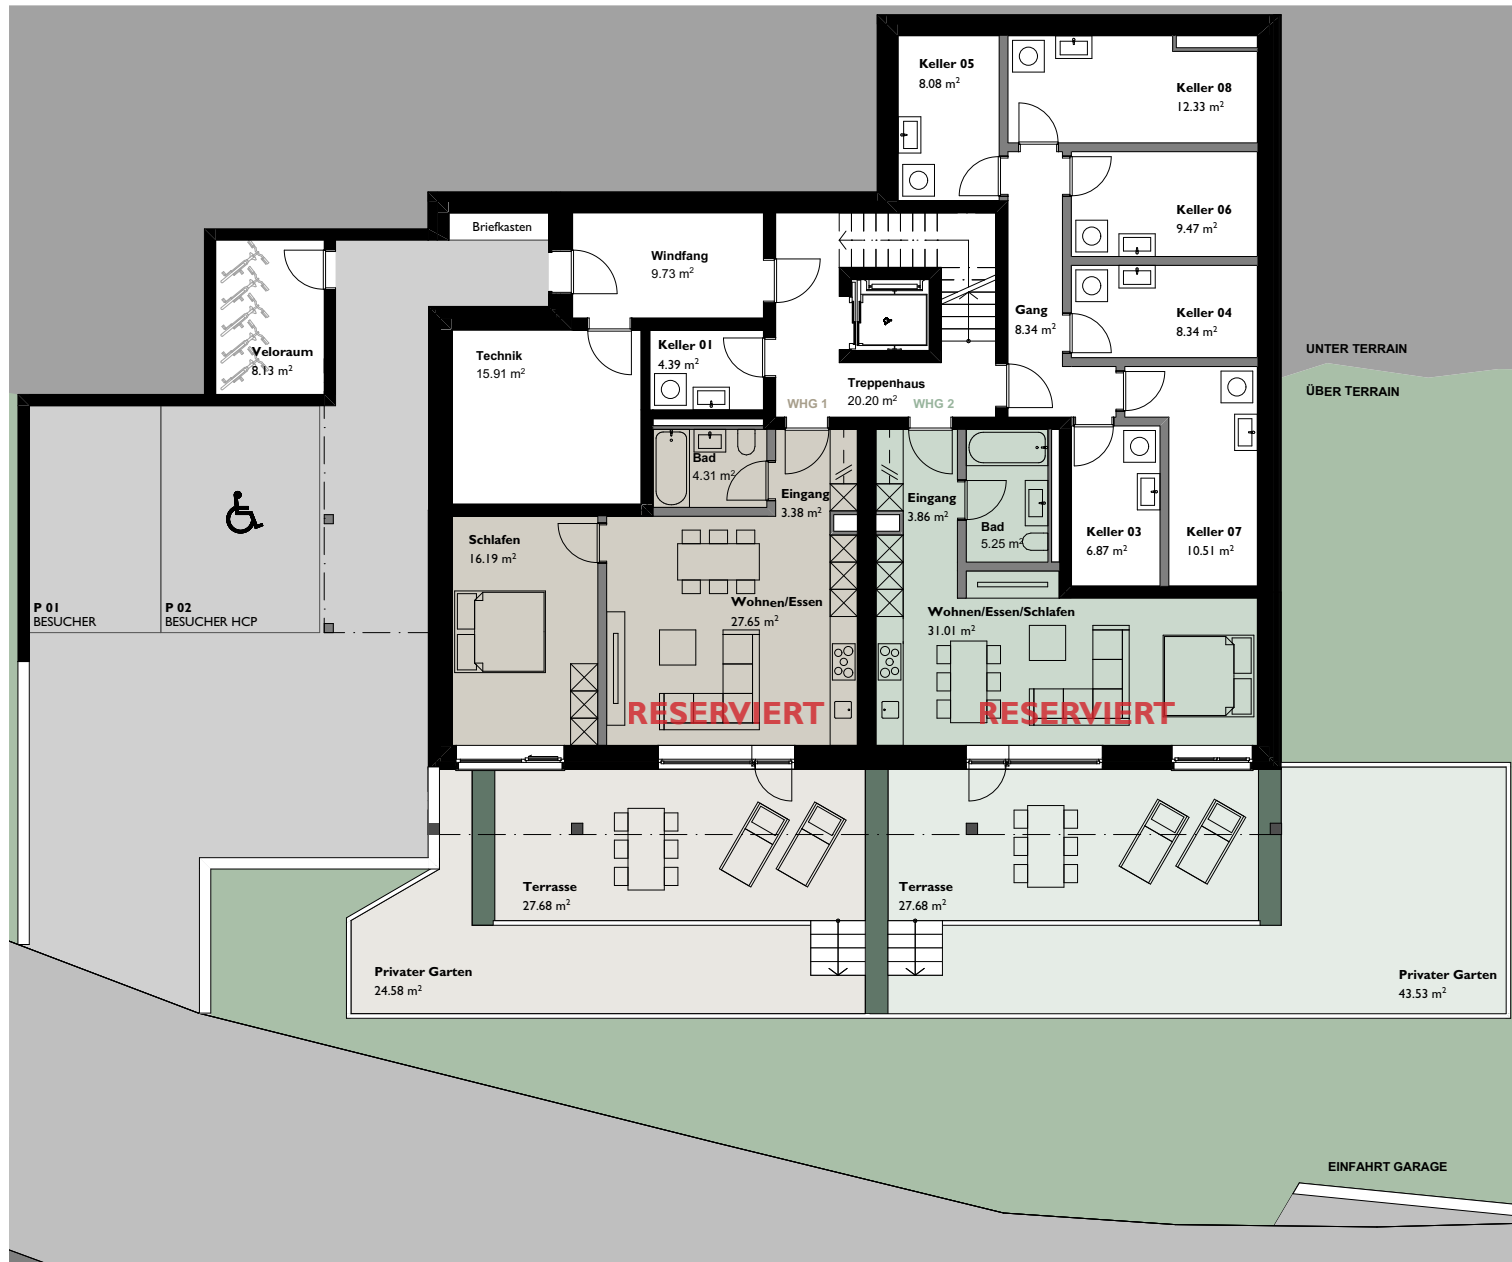 Keller 05
8.08 m²
Keller 08
12.33 m²
Keller 06
9.47 m²
Briefkasten
Windfang
9.73 m²
Veloraum
8.13 m²
Technik
15.91 m²
Keller 01
4.39 m²
Gang
8.34 m²
Keller 04
8.34 m²
UNTER TERRAIN
ÜBER TERRAIN
Treppenhaus
20.20 m²
WHG 1
WHG 2
Bad
4.31 m²
Eingang
3.38 m²
Eingang
3.86 m²
Bad
5.25 m²
Keller 03
6.87 m²
Keller 07
10.51 m²
Schlafen
16.19 m²
P 01
BESUCHER
P 02
BESUCHER HCP
Wohnen/Essen
27.65 m²
Wohnen/Essen/Schlafen
31.01 m²
RESERVIERT
RESERVIERT
Terrasse
27.68 m²
Terrasse
27.68 m²
Privater Garten
24.58 m²
Privater Garten
43.53 m²
EINFAHRT GARAGE